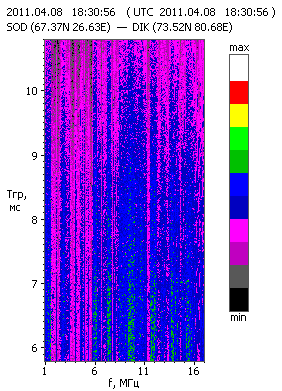 2011.04.08 18:30:56 (UTC 2011.04.08 18:30:56)
SOD (67.37N 26.63E) — DIK (73.52N 80.68E)
max
10
9
Тгр,
мс
8
7
6
min
1 6 11 16
f, МГц